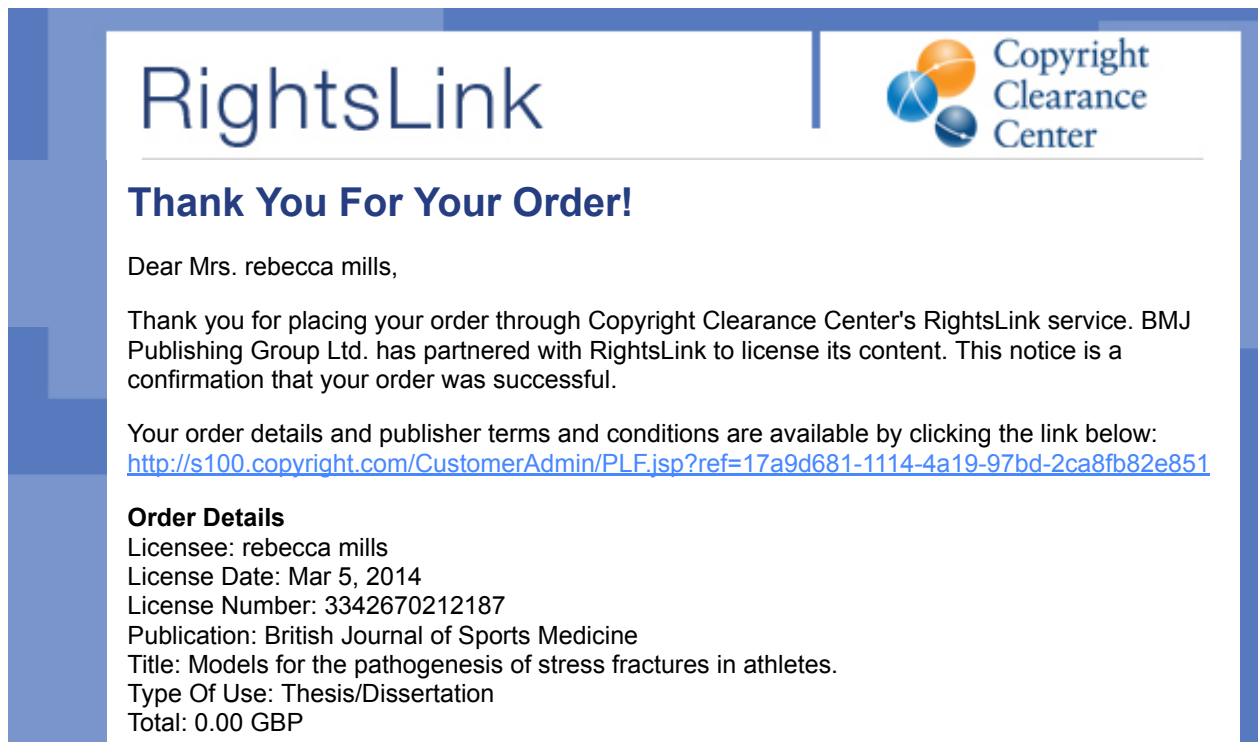 RightsLink
Copyright
Clearance
Center
Thank You For Your Order!
Dear Mrs. rebecca mills,
Thank you for placing your order through Copyright Clearance Center's RightsLink service. BMJ
Publishing Group Ltd. has partnered with RightsLink to license its content. This notice is a
confirmation that your order was successful.
Your order details and publisher terms and conditions are available by clicking the link below:
http://s100.copyright.com/CustomerAdmin/PLF.jsp?ref=17a9d681-1114-4a19-97bd-2ca8fb82e851
Order Details
Licensee: rebecca mills
License Date: Mar 5, 2014
License Number: 3342670212187
Publication: British Journal of Sports Medicine
Title: Models for the pathogenesis of stress fractures in athletes.
Type Of Use: Thesis/Dissertation
Total: 0.00 GBP